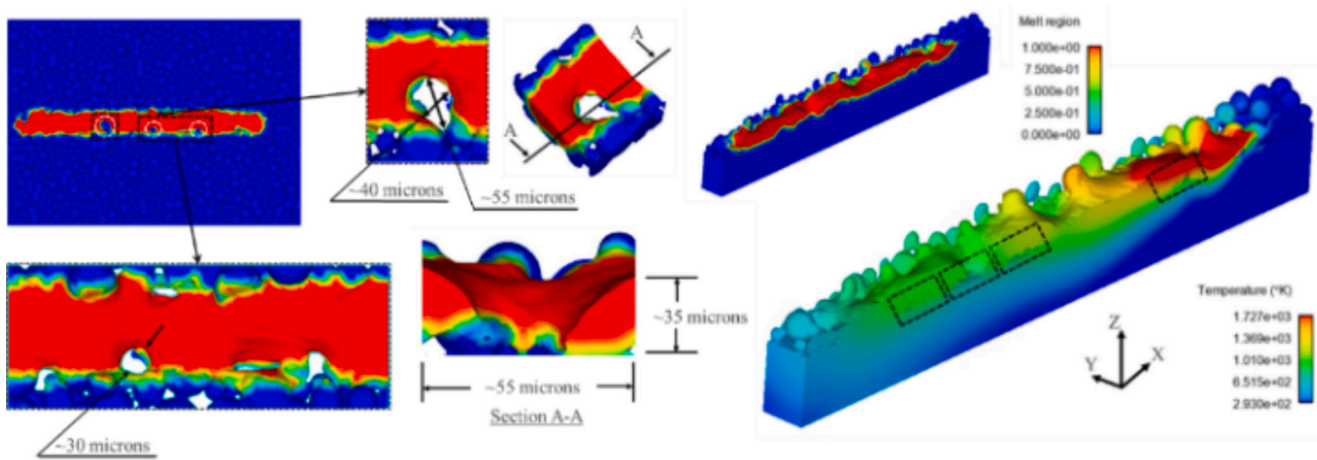 A
A
~40 microns
~55 microns
~30 microns
~35 microns
~55 microns
Section A-A
Melt region
1.000e+00
7.500e-01
5.000e-01
2.500e-01
0.000e+00
Temperature (°K)
1.727e+03
1.369e+03
1.010e+03
6.515e+02
2.930e+02
Z
Y
X